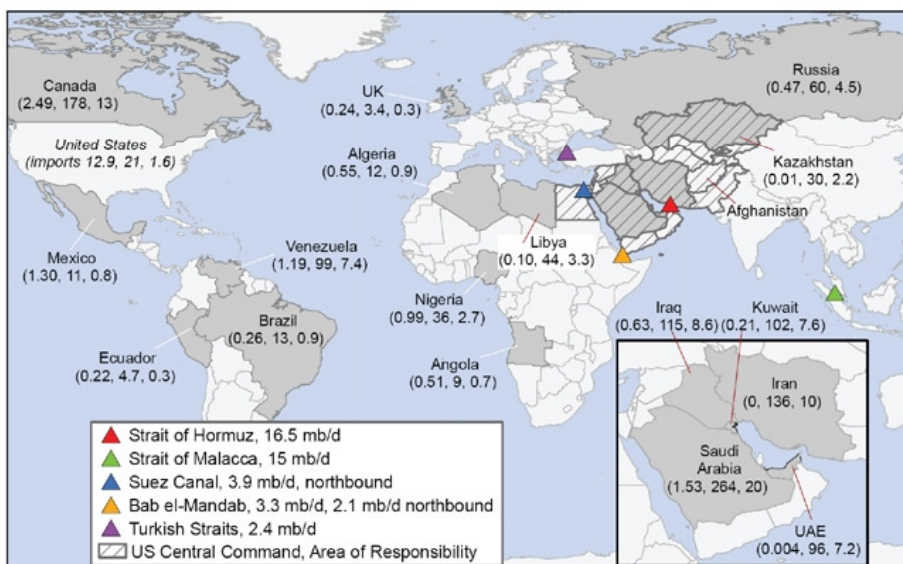 Canada
(2.49, 178, 13)
UK
(0.24, 3.4, 0.3)
Russia
(0.47, 60, 4.5)
United States
(imports 12.9, 21, 1.6)
Algeria
(0.55, 12, 0.9)
Kazakhstan
(0.01, 30, 2.2)
Afghanistan
Mexico
(1.30, 11, 0.8)
Venezuela
(1.19, 99, 7.4)
Libya
(0.10, 44, 3.3)
Nigeria
(0.99, 36, 2.7)
Brazil
(0.26, 13, 0.9)
Ecuador
(0.22, 4.7, 0.3)
Angola
(0.51, 9, 0.7)
Iraq
(0.63, 115, 8.6)
Kuwait
(0.21, 102, 7.6)
Iran
(0, 136, 10)
Saudi
Arabia
(1.53, 264, 20)
UAE
(0.004, 96, 7.2)
Strait of Hormuz, 16.5 mb/d
Strait of Malacca, 15 mb/d
Suez Canal, 3.9 mb/d, northbound
Bab el-Mandab, 3.3 mb/d, 2.1 mb/d northbound
Turkish Straits, 2.4 mb/d
US Central Command, Area of Responsibility